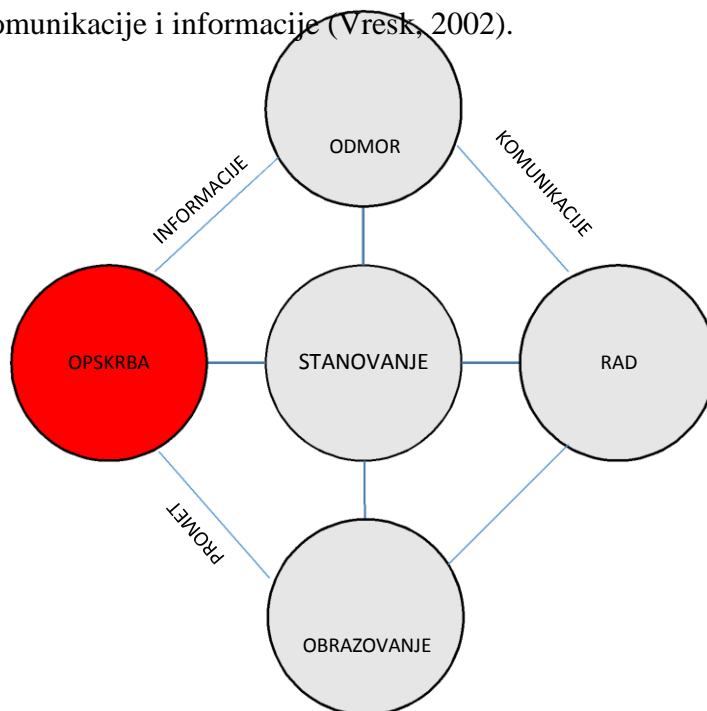 omunikacije i informacije (Vresk, 2002).
ODMOR
INFORMACIJE
KOMUNIKACIJE
OPSKRBA
STANOVANJE
RAD
PROMET
OBRAZOVANJE